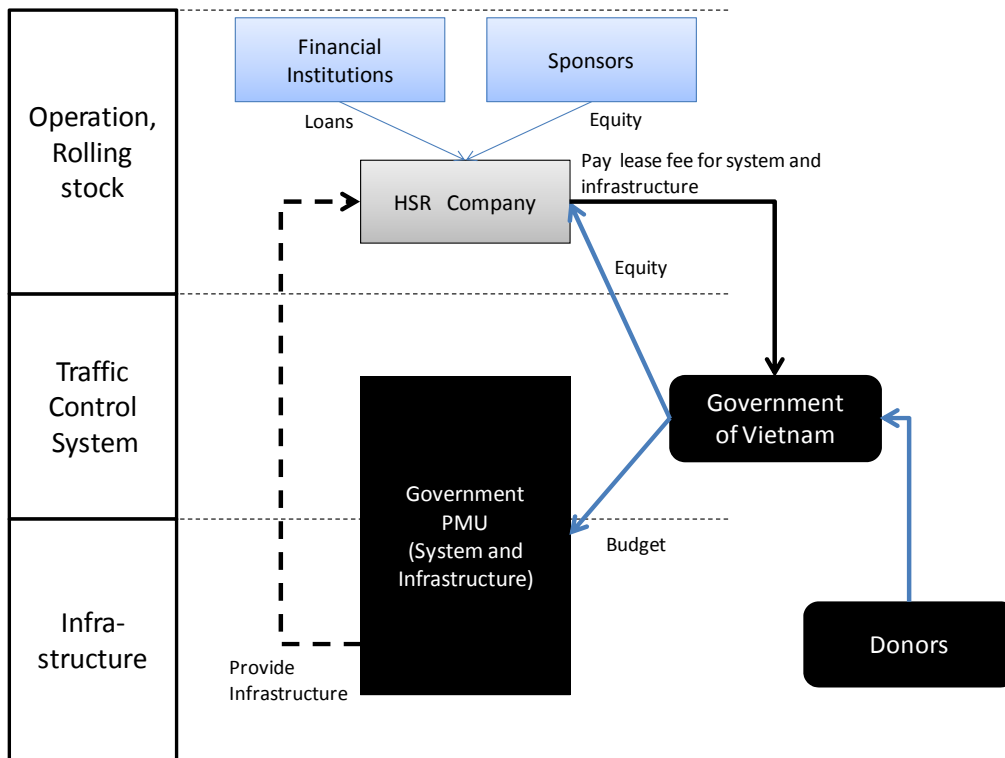 Financial
Institutions
Sponsors
Operation,
Rolling
stock
Loans
Equity
Pay lease fee for system and
infrastructure
HSR Company
Equity
Traffic
Control
System
Government
of Vietnam
Government
PMU
(System and
Infrastructure)
Budget
Infra-
structure
Donors
Provide
Infrastructure